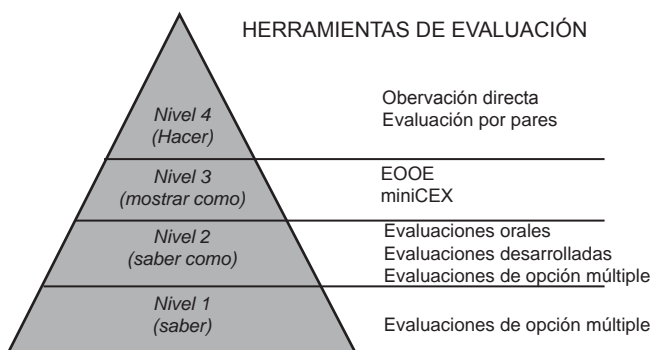 HERRAMIENTAS DE EVALUACIÓN
Nivel 4
(Hacer)
Obervación directa
Evaluación por pares
Nivel 3
(mostrar como)
EOOE
miniCEX
Nivel 2
(saber como)
Evaluaciones orales
Evaluaciones desarrolladas
Evaluaciones de opción múltiple
Nivel 1
(saber)
Evaluaciones de opción múltiple